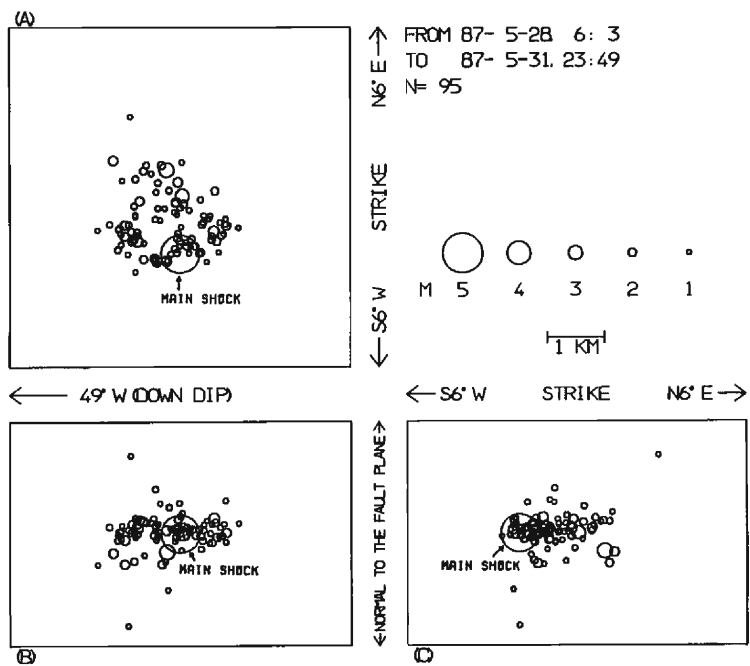 (A)
FROM 87- 5-28. 6: 3
TO 87- 5-31. 23:49
N= 95
N6° E
STRIKE
S6° W
MAIN SHOCK
M 5 4 3 2 1
1 KM
49° W (DOWN DIP)
S6° W STRIKE N6° E
NORMAL TO THE FAULT PLANE
MAIN SHOCK
MAIN SHOCK
(B)
(C)